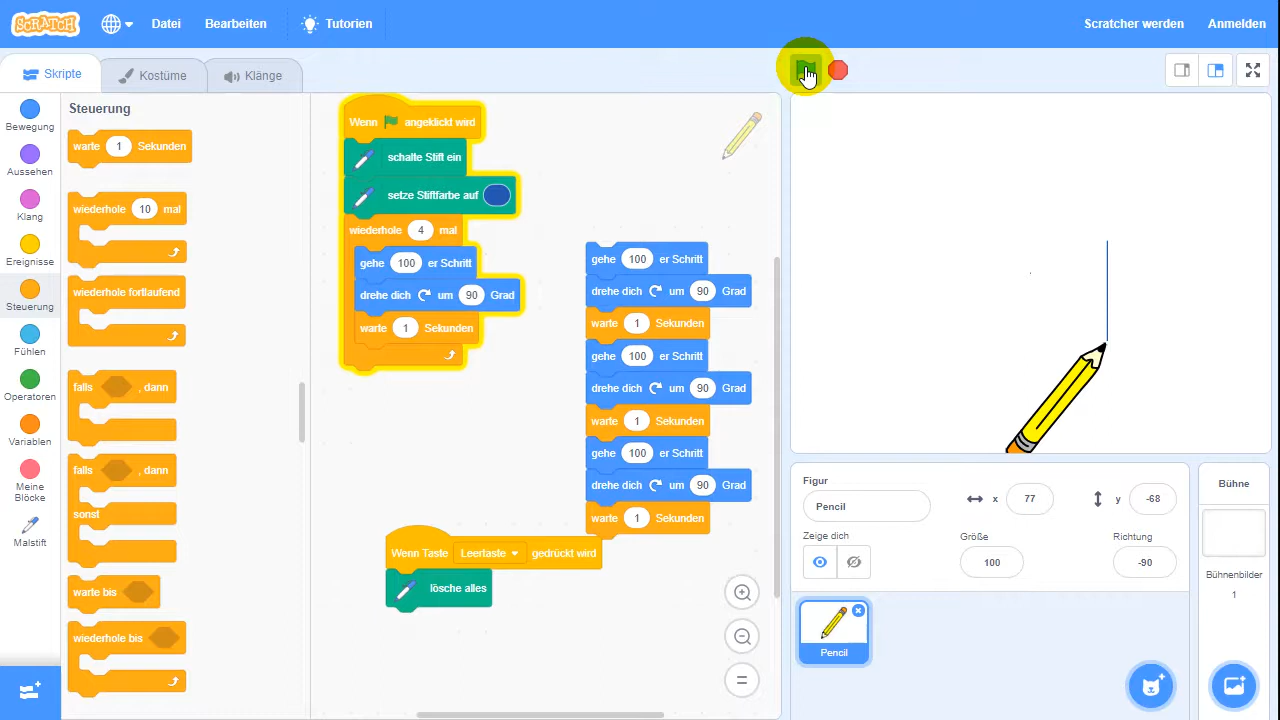 SCRATCH
Datei
Bearbeiten
Tutorien
Scratcher werden
Anmelden
Skripte
Kostüme
Klänge
Bewegung
Aussehen
Klang
Ereignisse
Steuerung
Fühlen
Operatoren
Variablen
Meine
Blöcke
Malstift
Steuerung
warte 1 Sekunden
wiederhole 10 mal
wiederhole fortlaufend
falls , dann
falls , dann
sonst
warte bis
wiederhole bis
Wenn angeklickt wird
schalte Stift ein
setze Stiftfarbe auf
wiederhole 4 mal
gehe 100 er Schritt
drehe dich um 90 Grad
warte 1 Sekunden
gehe 100 er Schritt
drehe dich um 90 Grad
warte 1 Sekunden
gehe 100 er Schritt
drehe dich um 90 Grad
warte 1 Sekunden
gehe 100 er Schritt
drehe dich um 90 Grad
warte 1 Sekunden
Wenn Taste Leertaste gedrückt wird
lösche alles
Figur
Pencil
x 77
y -68
Zeige dich
Größe
100
Richtung
-90
Pencil
Bühne
Bühnenbilder
1